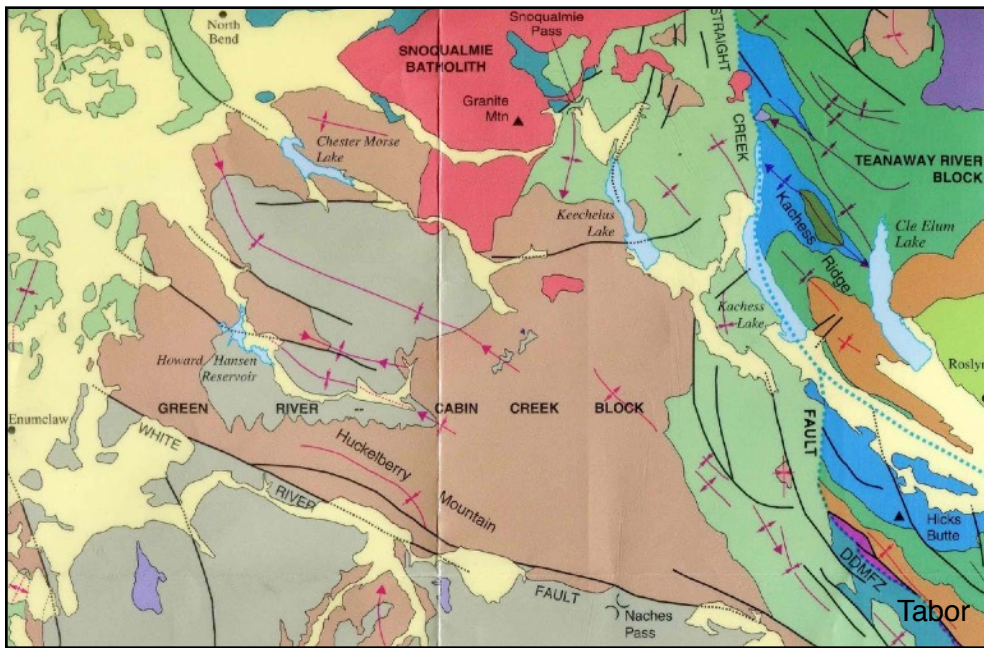 North
Bend
Snoqualmie
Pass
SNOQUALMIE
BATHOLITH
Granite
Mtn
STRAIGHT
CREEK
FAULT
TEANAWAY RIVER
BLOCK
Chester Morse
Lake
Keechelus
Lake
Kachess
Ridge
Cle Elum
Lake
Kachess
Lake
Howard Hansen
Reservoir
Roslyn
Enumclaw
GREEN RIVER -- CABIN CREEK BLOCK
WHITE
RIVER
FAULT
Huckelberry
Mountain
Hicks
Butte
DDMFZ
Naches
Pass
Tabor